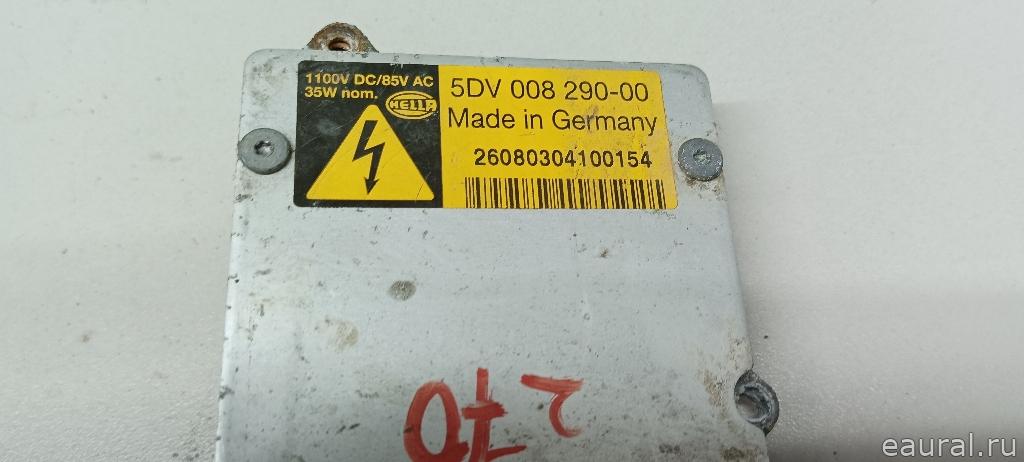 1100V DC/85V AC
35W nom.
HELLA
5DV 008 290-00
Made in Germany
26080304100154
eaural.ru